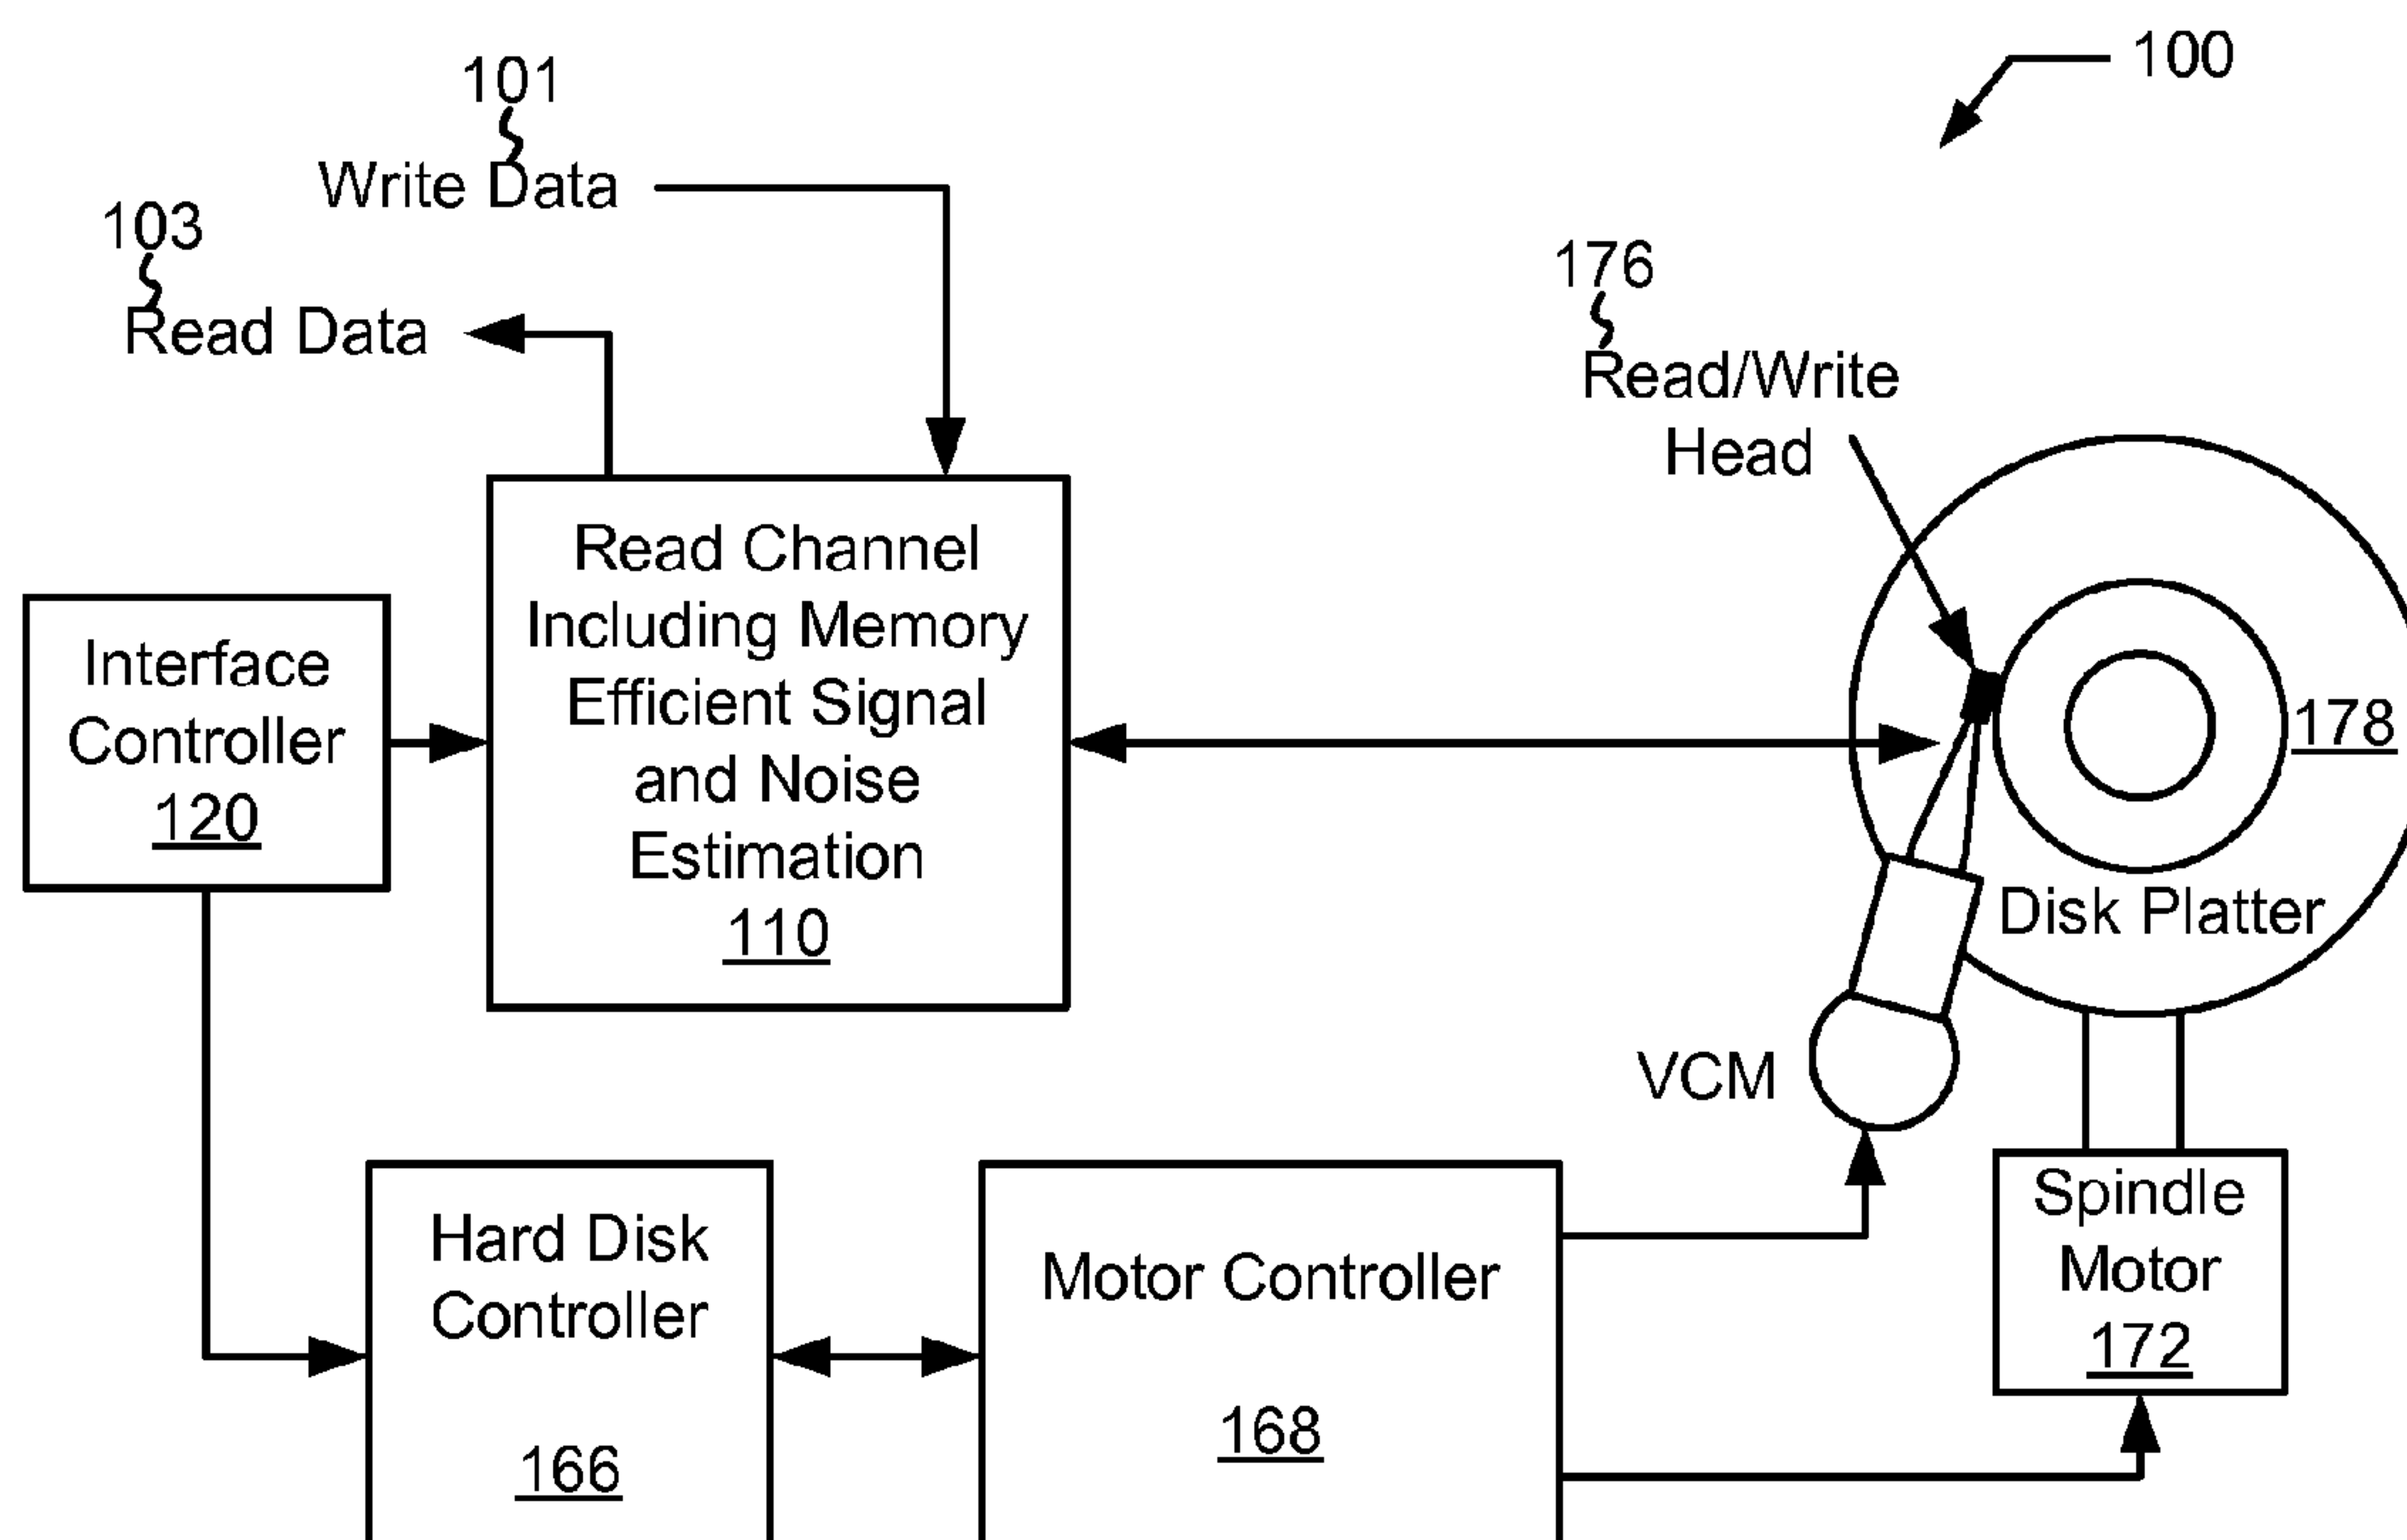 100
101
Write Data
103
Read Data
176
Read/Write
Head
Read Channel
Including Memory
Efficient Signal
and Noise
Estimation
110
Interface
Controller
120
178
Disk Platter
VCM
Spindle
Motor
172
Hard Disk
Controller
166
Motor Controller
168